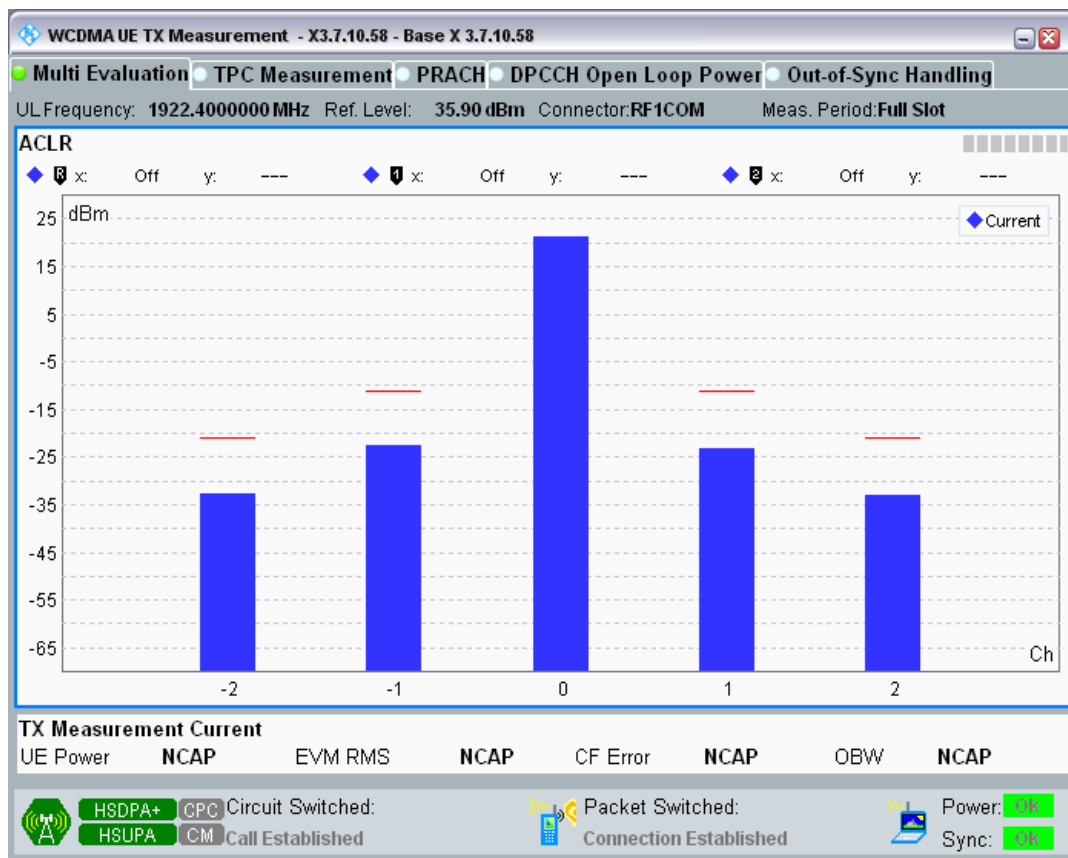 WCDMA UE TX Measurement - X3.7.10.58 - Base X 3.7.10.58
Multi Evaluation TPC Measurement PRACH DPCCH Open Loop Power Out-of-Sync Handling
UL Frequency: 1922.4000000 MHz Ref. Level: 35.90 dBm Connector:RF1COM Meas. Period:Full Slot
ACLR
R x: Off y: --- 1 x: Off y: --- 2 x: Off y: ---
dBm
Current
25
15
5
-5
-15
-25
-35
-45
-55
-65
Ch
-2 -1 0 1 2
TX Measurement Current
UE Power NCAP EVM RMS NCAP CF Error NCAP OBW NCAP
HSDPA+ CPC Circuit Switched: Packet Switched: Power: OK
HSUPA CM Call Established Connection Established Sync: OK